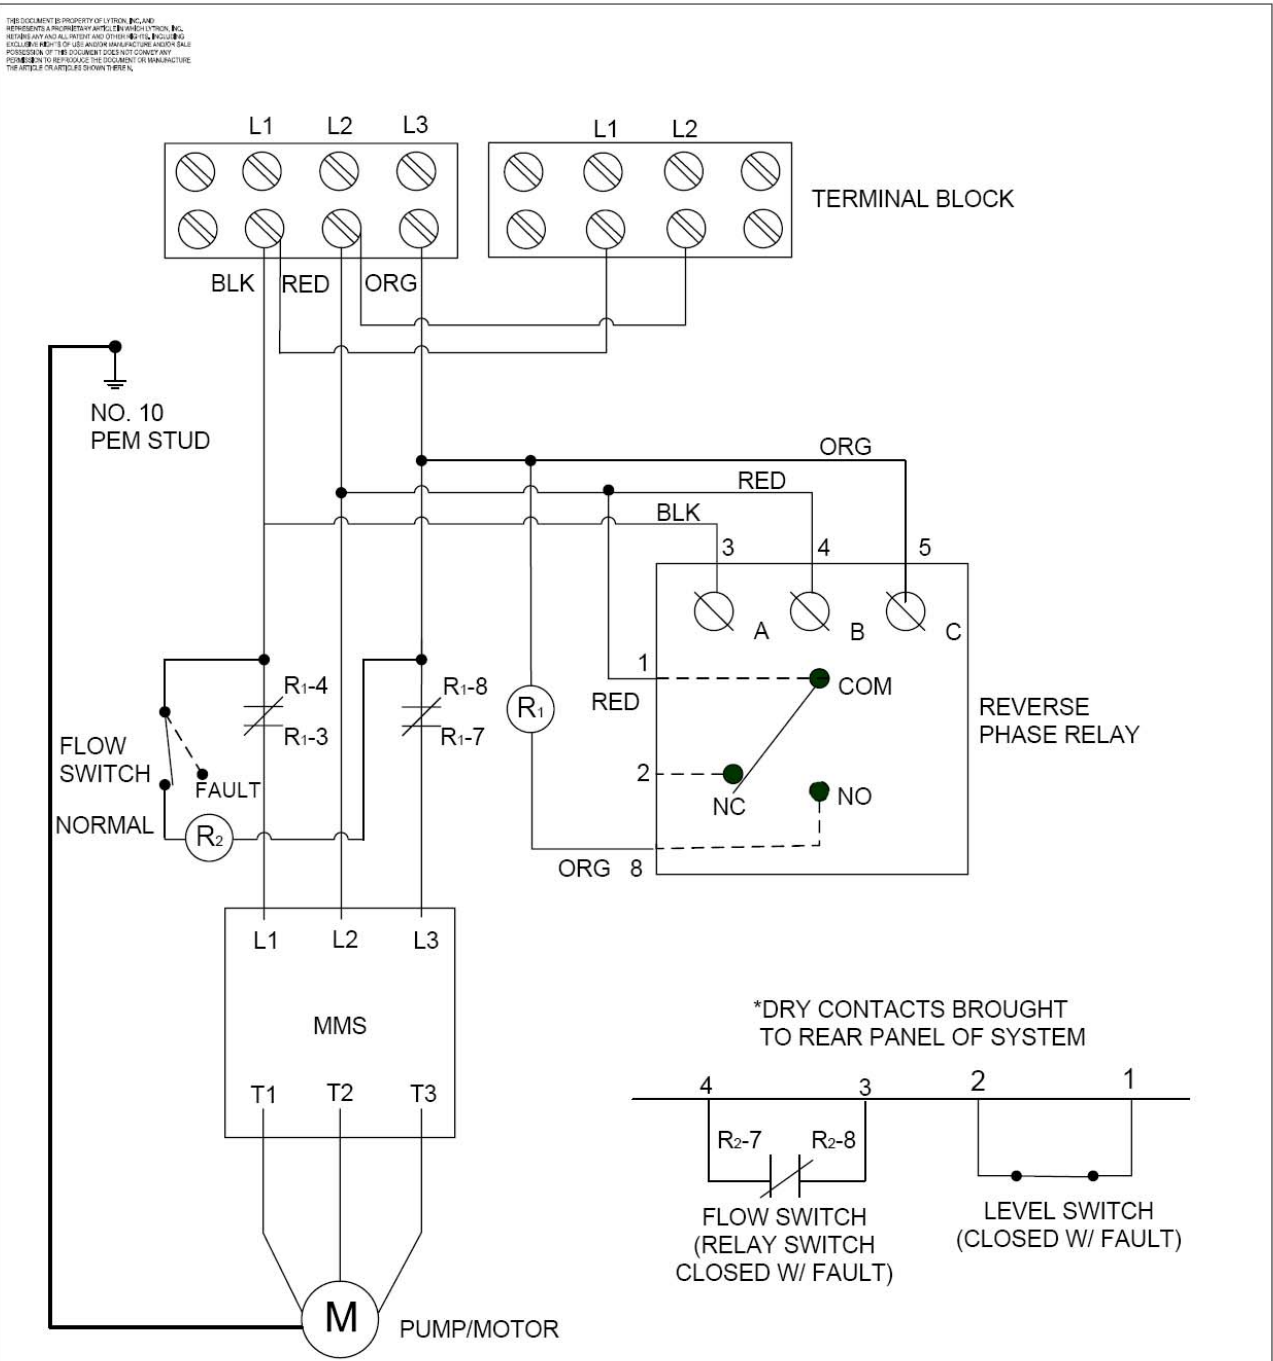 THIS DOCUMENT IS PROPERTY OF LYTRON, INC, AND
REPRESENTS A PROPRIETARY ARTICLE IN WHICH LYTRON, INC,
RETAINS ANY AND ALL PATENT AND OTHER RIGHTS, INCLUDING
EXCLUSIVE RIGHTS OF USE AND/OR MANUFACTURE AND/OR SALE
POSSESSION OF THIS DOCUMENT DOES NOT CONVEY ANY
PERMISSION TO REPRODUCE THE DOCUMENT OR MANUFACTURE
THE ARTICLE OR ARTICLES SHOWN THEREIN,
L1 L2 L3
L1 L2
TERMINAL BLOCK
BLK RED ORG
NO. 10
PEM STUD
ORG
RED
BLK
3 4 5
A B C
1
RED
COM
R1-4
R1-3
R1-8
R1-7
R1
REVERSE
PHASE RELAY
FLOW
SWITCH
FAULT
NORMAL
R2
2
NC
NO
ORG 8
L1 L2 L3
MMS
T1 T2 T3
M
PUMP/MOTOR
*DRY CONTACTS BROUGHT
TO REAR PANEL OF SYSTEM
4 3 2 1
R2-7 R2-8
FLOW SWITCH
(RELAY SWITCH
CLOSED W/ FAULT)
LEVEL SWITCH
(CLOSED W/ FAULT)